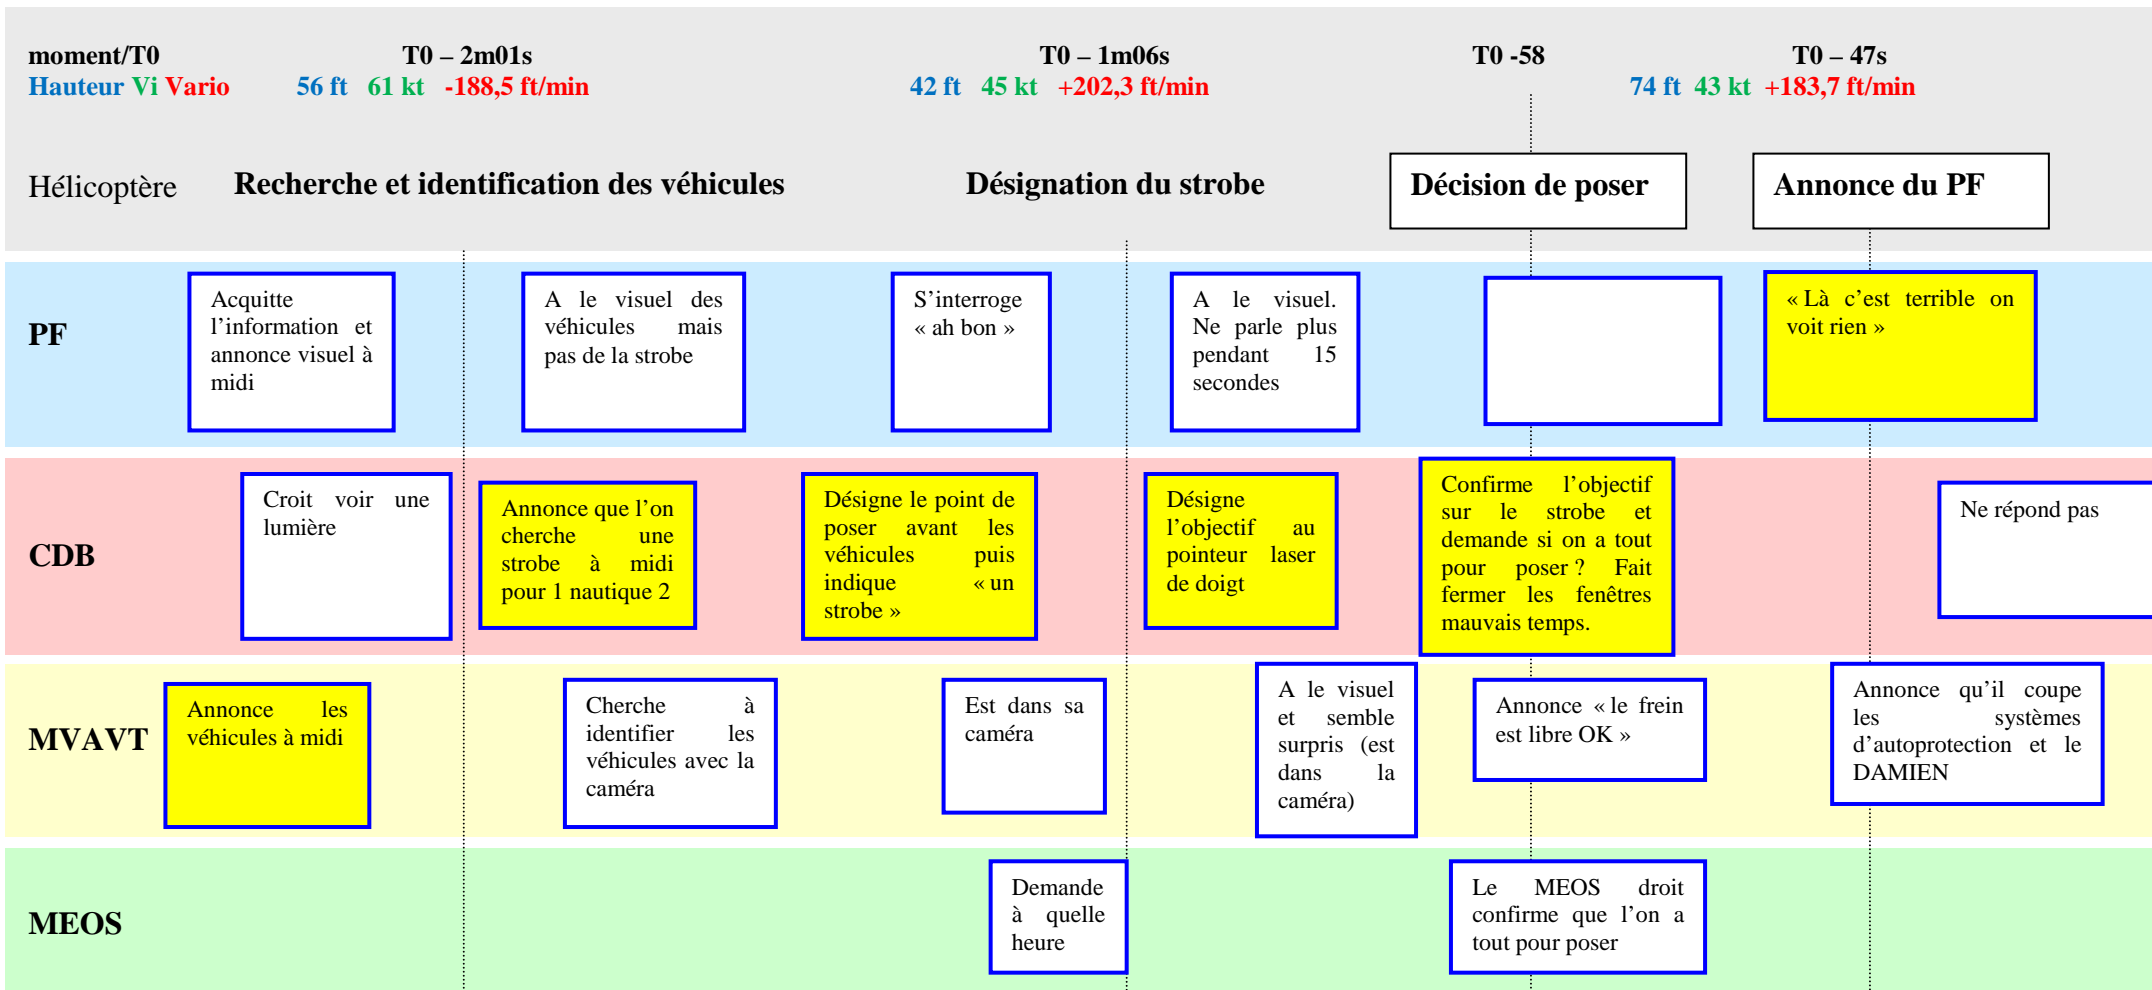 moment/T0 T0 – 2m01s T0 – 1m06s T0 -58 T0 – 47s
Hauteur Vi Vario 56 ft 61 kt -188,5 ft/min 42 ft 45 kt +202,3 ft/min 74 ft 43 kt +183,7 ft/min
Hélicoptère Recherche et identification des véhicules Désignation du strobe Décision de poser Annonce du PF
PF
Acquitte
l’information et
annonce visuel à
midi
A le visuel des
véhicules mais
pas de la strobe
S’interroge
« ah bon »
A le visuel.
Ne parle plus
pendant 15
secondes
« Là c’est terrible on
voit rien »
CDB
Croit voir une
lumière
Annonce que l’on
cherche une
strobe à midi
pour 1 nautique 2
Désigne le point de
poser avant les
véhicules puis
indique « un
strobe »
Désigne
l’objectif au
pointeur laser
de doigt
Confirme l’objectif
sur le strobe et
demande si on a tout
pour poser ? Fait
fermer les fenêtres
mauvais temps.
Ne répond pas
MVAVT
Annonce les
véhicules à midi
Cherche à
identifier les
véhicules avec la
caméra
Est dans sa
caméra
A le visuel
et semble
surpris (est
dans la
caméra)
Annonce « le frein
est libre OK »
Annonce qu’il coupe
les systèmes
d’autoprotection et le
DAMIEN
MEOS
Demande
à quelle
heure
Le MEOS droit
confirme que l’on a
tout pour poser